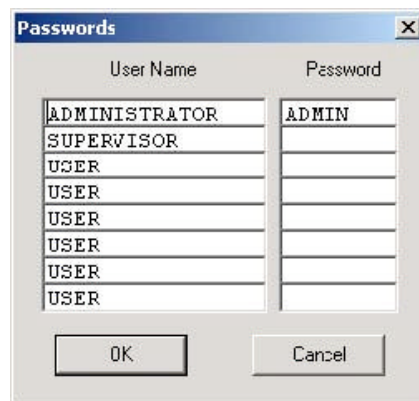 Passwords
User Name Password
ADMINISTRATOR ADMIN
SUPERVISOR
USER
USER
USER
USER
USER
USER
OK Cancel